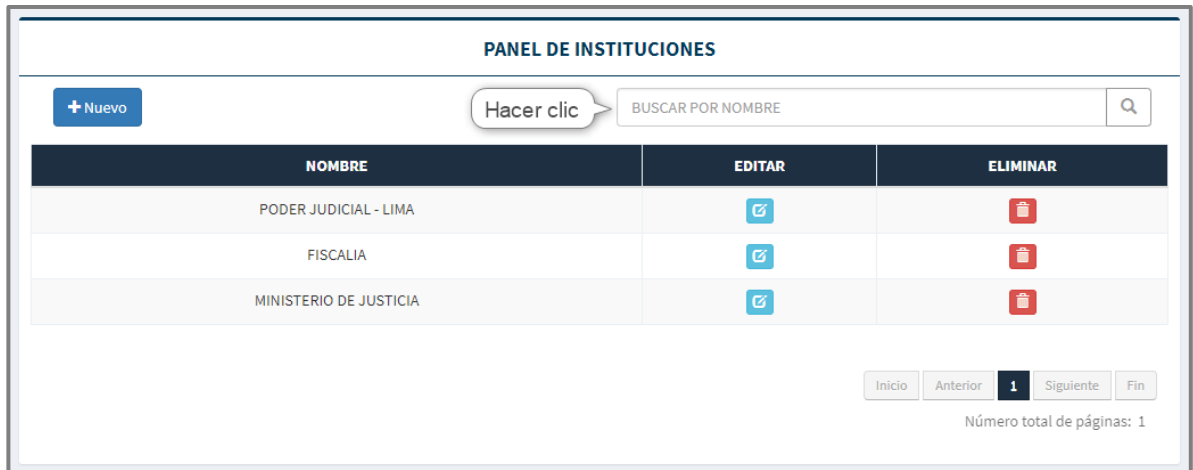 PANEL DE INSTITUCIONES
+ Nuevo Hacer clic BUSCAR POR NOMBRE
NOMBRE EDITAR ELIMINAR
PODER JUDICIAL - LIMA
FISCALIA
MINISTERIO DE JUSTICIA
Inicio Anterior 1 Siguiente Fin
Número total de páginas: 1